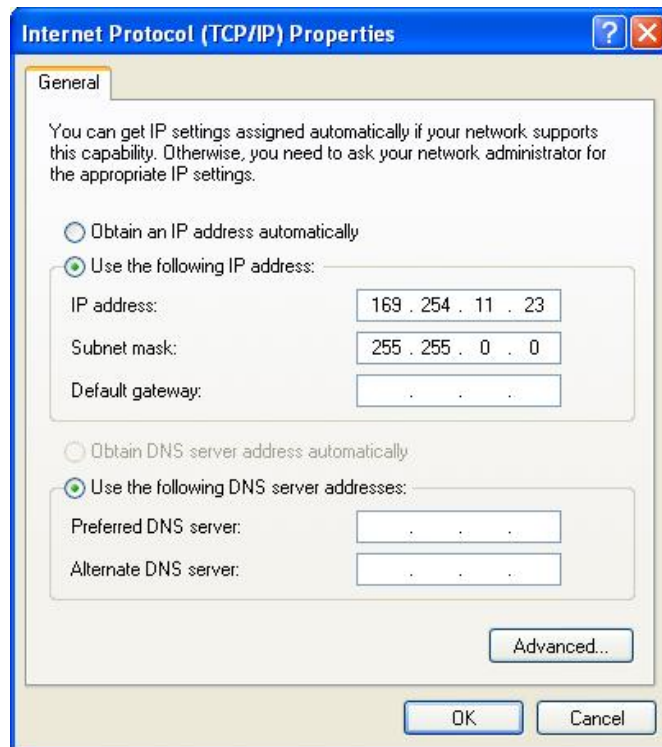 Internet Protocol (TCP/IP) Properties
General
You can get IP settings assigned automatically if your network supports
this capability. Otherwise, you need to ask your network administrator for
the appropriate IP settings.
Obtain an IP address automatically
Use the following IP address:
IP address: 169 . 254 . 11 . 23
Subnet mask: 255 . 255 . 0 . 0
Default gateway: . . .
Obtain DNS server address automatically
Use the following DNS server addresses:
Preferred DNS server: . . .
Alternate DNS server: . . .
Advanced...
OK Cancel